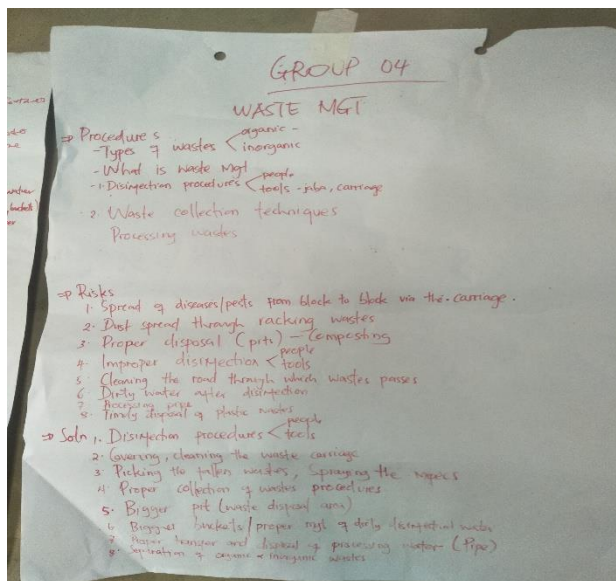 GROUP 04
WASTE MGT
⇒ Procedures
- Types of wastes < organic -
inorganic
- What is waste Mgt
- 1. Disinfection procedures < people
tools - jaba, carriage
2. Waste collection techniques
Processing wastes
⇒ Risks
1. Spread of diseases/pests from block to block via the carriage.
2. Dust spread through racking wastes
3. Proper disposal (pits) - Composting
4. Improper disinfection < people
tools
5. Cleaning the road through which wastes passes
6. Dirty water after disinfection
7. Processing
8. Timely disposal of plastic wastes
⇒ Soln 1. Disinfection procedures < people
tools
2. Covering, cleaning the waste carriage
3. Picking the fallen wastes, Spraying the
4. Proper collection of wastes procedures
5. Bigger pit (waste disposal area)
6. Bigger buckets/proper mgt of dirty disinfection water
7. Proper transfer and disposal of processing water (Pipe)
8. Separation of organic & inorganic wastes